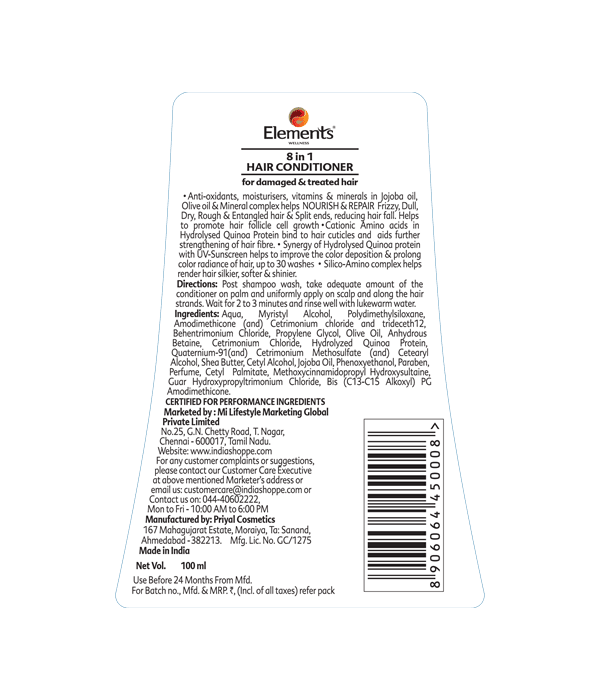 Elements®
WELLNESS
8 in 1
HAIR CONDITIONER
for damaged & treated hair
• Anti-oxidants, moisturisers, vitamins & minerals in Jojoba oil,
Olive oil & Mineral complex helps NOURISH & REPAIR Frizzy, Dull,
Dry, Rough & Entangled hair & Split ends, reducing hair fall. Helps
to promote hair follicle cell growth • Cationic Amino acids in
Hydrolysed Quinoa Protein bind to hair cuticles and aids further
strengthening of hair fibre. • Synergy of Hydrolysed Quinoa protein
with UV-Sunscreen helps to improve the color deposition & prolong
color radiance of hair, up to 30 washes • Silico-Amino complex helps
render hair silkier, softer & shinier.
Directions: Post shampoo wash, take adequate amount of the
conditioner on palm and uniformly apply on scalp and along the hair
strands. Wait for 2 to 3 minutes and rinse well with lukewarm water.
Ingredients: Aqua, Myristyl Alcohol, Polydimethylsiloxane,
Amodimethicone (and) Cetrimonium chloride and trideceth12,
Behentrimonium Chloride, Propylene Glycol, Olive Oil, Anhydrous
Betaine, Cetrimonium Chloride, Hydrolyzed Quinoa Protein,
Quaternium-91(and) Cetrimonium Methosulfate (and) Cetearyl
Alcohol, Shea Butter, Cetyl Alcohol, Jojoba Oil, Phenoxyethanol, Paraben,
Perfume, Cetyl Palmitate, Methoxycinnamidopropyl Hydroxysultaine,
Guar Hydroxypropyltrimonium Chloride, Bis (C13-C15 Alkoxyl) PG
Amodimethicone.
CERTIFIED FOR PERFORMANCE INGREDIENTS
Marketed by : Mi Lifestyle Marketing Global
Private Limited
No.25, G.N. Chetty Road, T. Nagar,
Chennai - 600017, Tamil Nadu.
Website: www.indiashoppe.com
For any customer complaints or suggestions,
please contact our Customer Care Executive
at above mentioned Marketer's address or
email us: customercare@indiashoppe.com or
Contact us on: 044-40602222,
Mon to Fri - 10:00 AM to 6:00 PM
Manufactured by: Priyal Cosmetics
167 Mahagujarat Estate, Moraiya, Ta: Sanand,
Ahmedabad - 382213. Mfg. Lic. No. GC/1275
Made in India
Net Vol. 100 ml
Use Before 24 Months From Mfd.
For Batch no., Mfd. & MRP. ₹, (Incl. of all taxes) refer pack
8 906064 450008 >